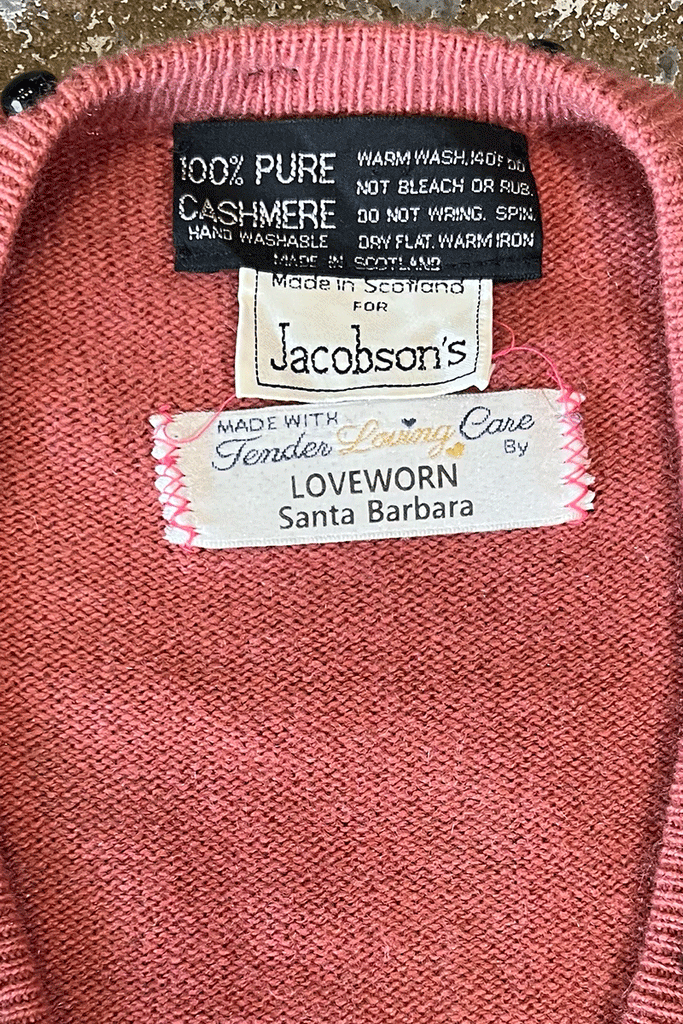 100% PURE
CASHMERE
HAND WASHABLE
WARM WASH, 140°F DO
NOT BLEACH OR RUB.
DO NOT WRING. SPIN.
DRY FLAT. WARM IRON
MADE IN SCOTLAND
Made in Scotland
FOR
Jacobson's
MADE WITH
Tender Loving Care
By
LOVEWORN
Santa Barbara